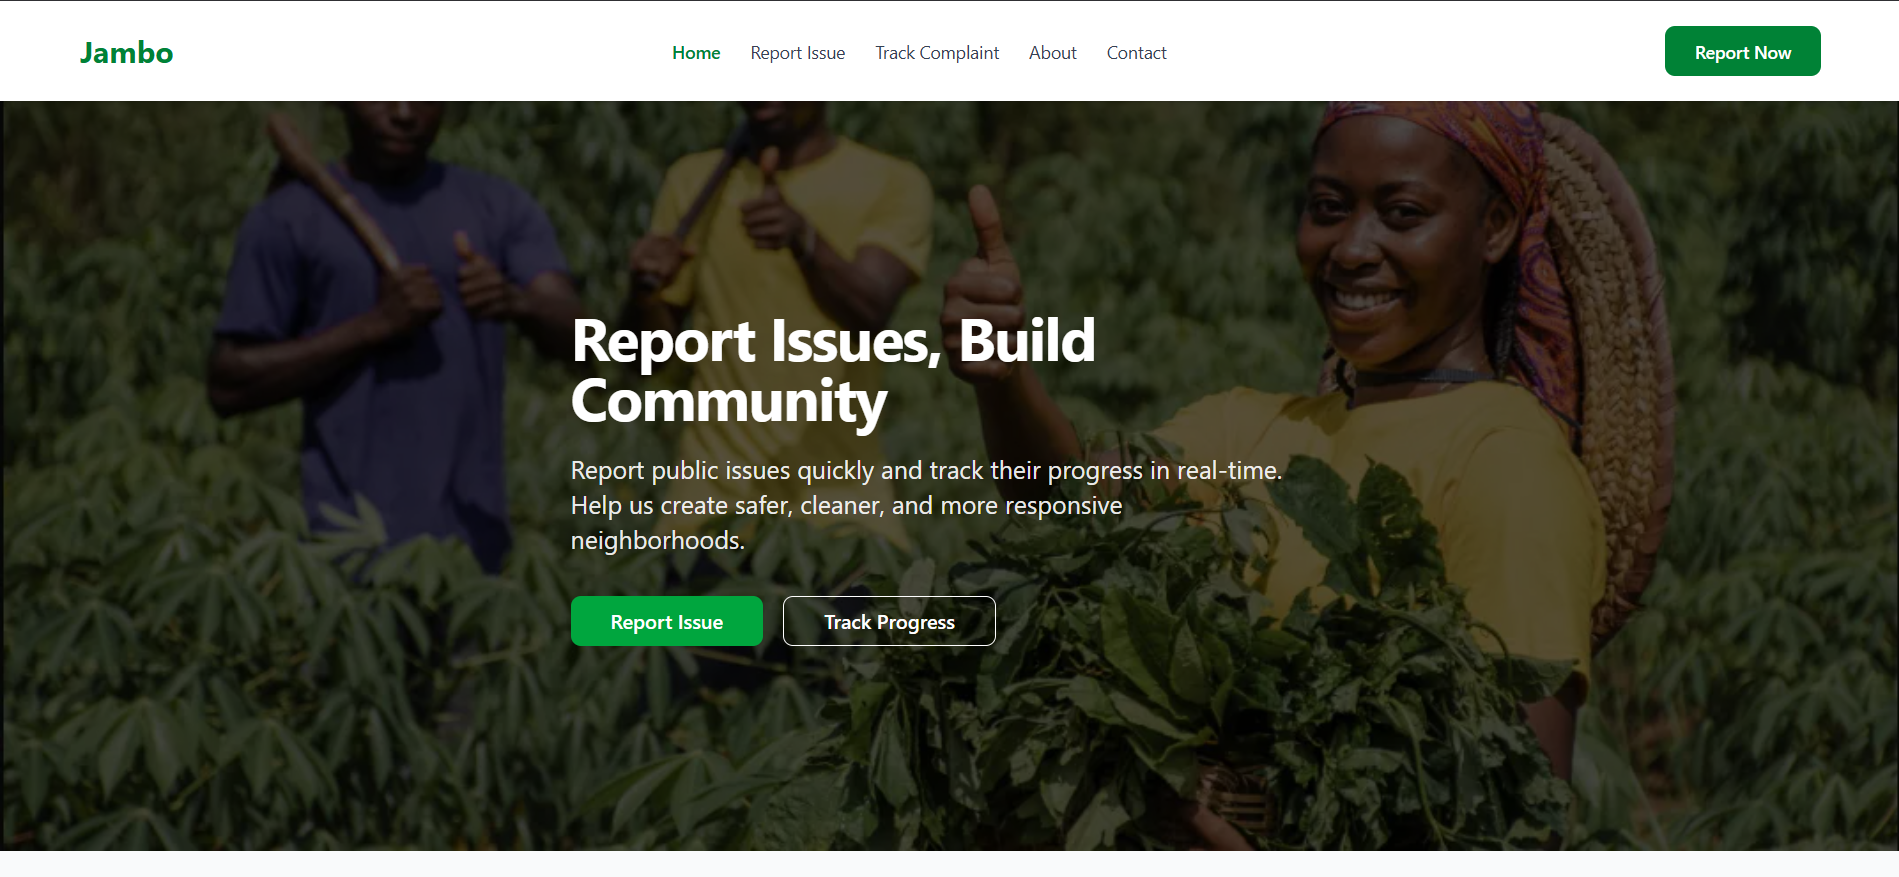 Jambo
Home Report Issue Track Complaint About Contact
Report Now
Report Issues, Build
Community
Report public issues quickly and track their progress in real-time.
Help us create safer, cleaner, and more responsive
neighborhoods.
Report Issue Track Progress